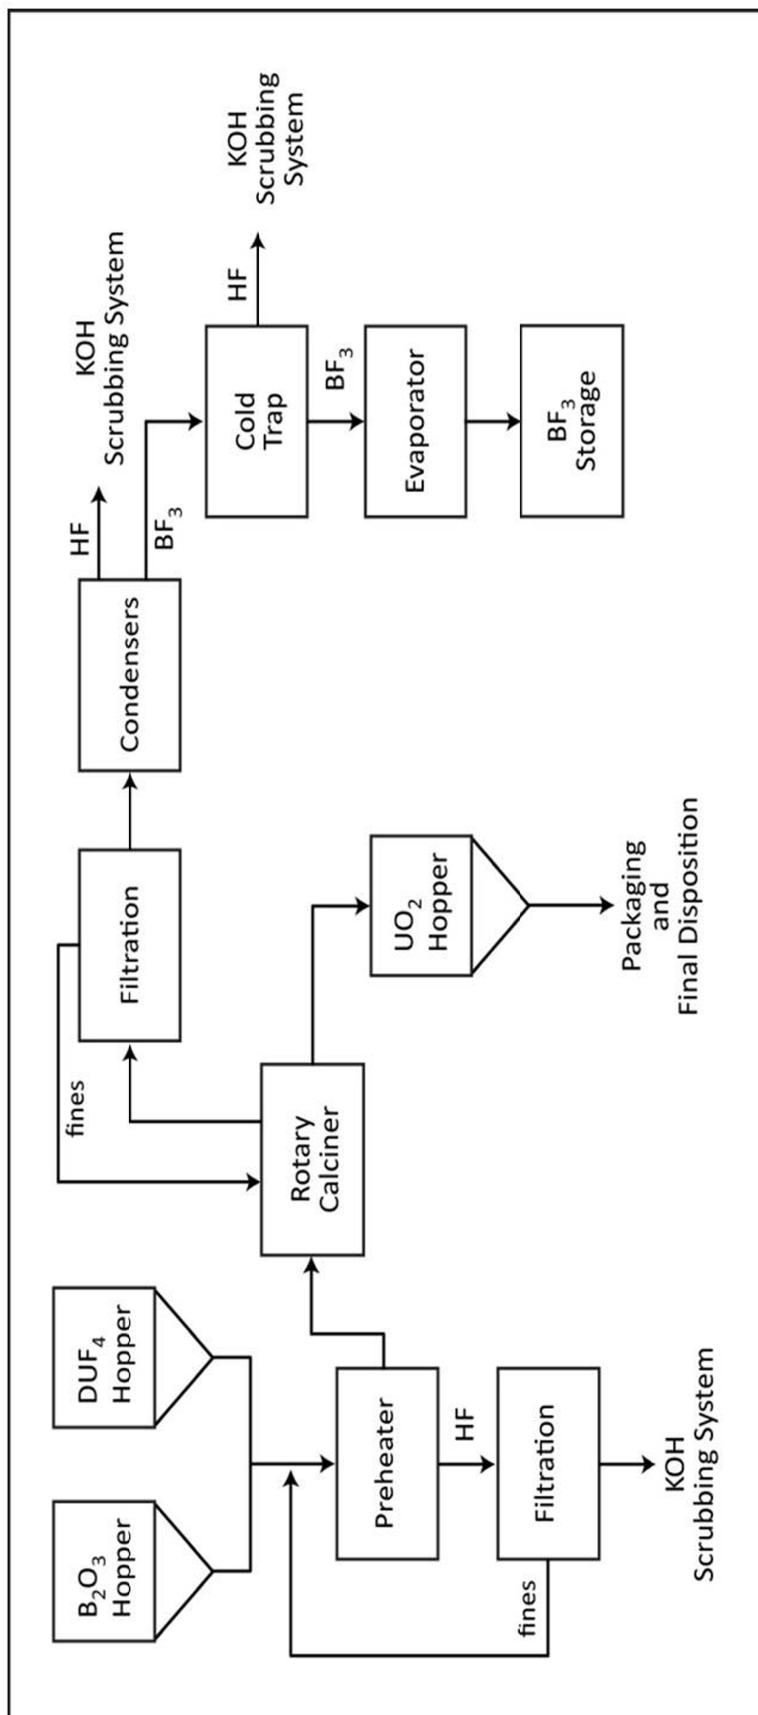 B₂O₃
Hopper
DUF₄
Hopper
fines
Preheater
HF
Filtration
KOH
Scrubbing System
Rotary
Calciner
fines
Filtration
UO₂
Hopper
Packaging
and
Final Disposition
Condensers
HF
KOH
Scrubbing System
BF₃
Cold
Trap
HF
KOH
Scrubbing
System
BF₃
Evaporator
BF₃
Storage